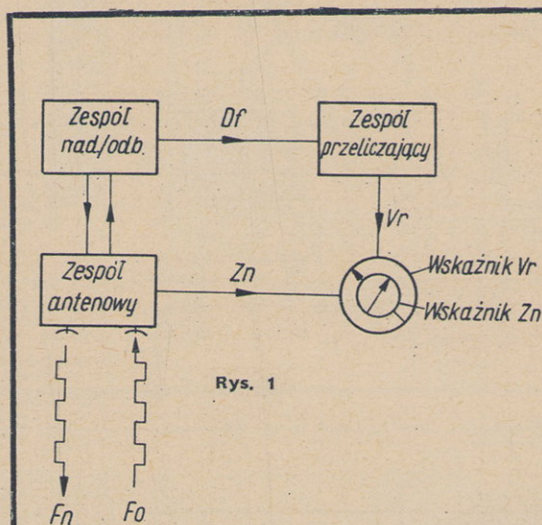 Zespół
nad./odb.
Df
Zespół
przeliczający
Vr
Zespół
antenowy
Zn
Wskaźnik Vr
Wskaźnik Zn
Rys. 1
Fn
Fo